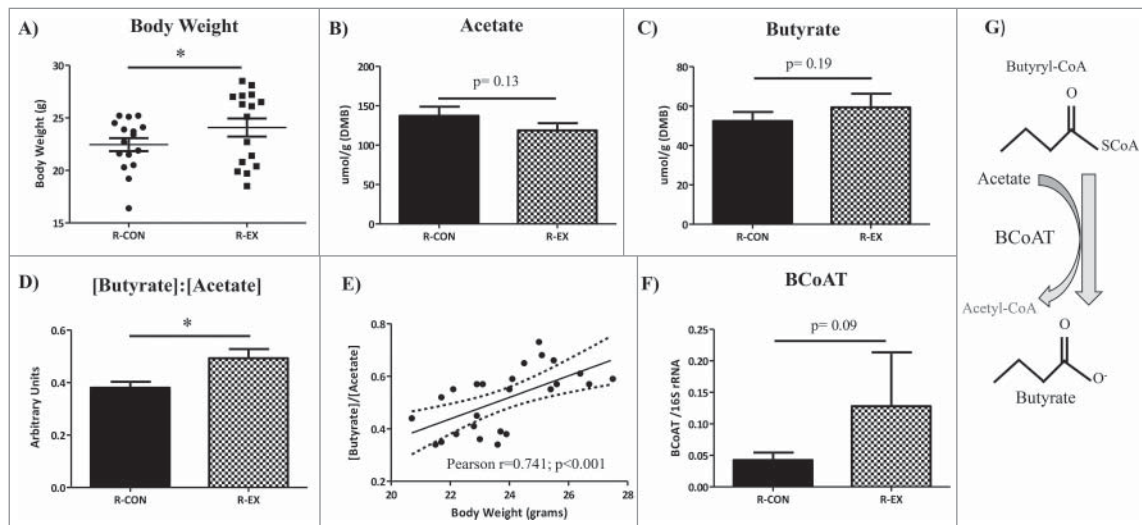 A)
Body Weight
*
Body Weight (g)
30
25
20
15
R-CON
R-EX
B)
Acetate
p= 0.13
umol/g (DMB)
200
150
100
50
0
R-CON
R-EX
C)
Butyrate
p= 0.19
umol/g (DMB)
80
60
40
20
0
R-CON
R-EX
G)
Butyryl-CoA
O
SCoA
Acetate
BCoAT
Acetyl-CoA
O
O-
Butyrate
D)
[Butyrate]:[Acetate]
*
Arbitrary Units
0.6
0.4
0.2
0.0
R-CON
R-EX
E)
[Butyrate]/[Acetate]
0.8
0.6
0.4
0.2
Pearson r=0.741; p<0.001
20
22
24
26
28
Body Weight (grams)
F)
BCoAT
p= 0.09
BCoAT /16S rRNA
0.25
0.20
0.15
0.10
0.05
0.00
R-CON
R-EX